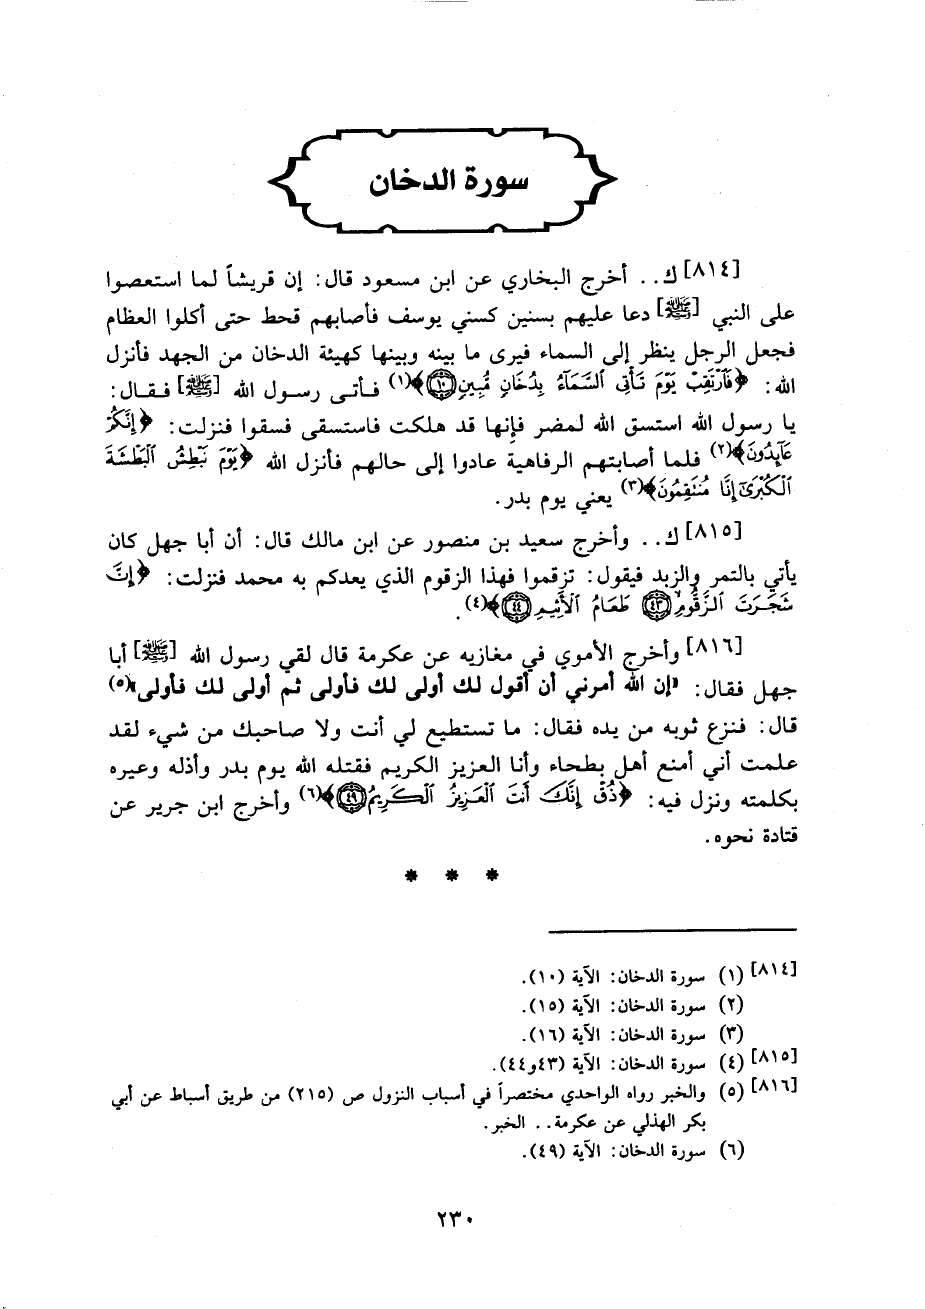 سورة الدخان
[٨١٤] ك.. أخرج البخاري عن ابن مسعود قال: إن قريشاً لما استعصوا
على النبي [ﷺ] دعا عليهم بسنين كسني يوسف فأصابهم قحط حتى أكلوا العظام
فجعل الرجل ينظر إلى السماء فيرى ما بينه وبينها كهيئة الدخان من الجهد فأنزل
الله: ﴿فَٱرْتَقِبْ يَوْمَ تَأْتِى ٱلسَّمَآءُ بِدُخَانٍ مُّبِينٍ ١٠﴾(١) فأتى رسول الله [ﷺ] فقال:
يا رسول الله استسق الله لمضر فإنها قد هلكت فاستسقى فسقوا فنزلت: ﴿إِنَّكُمْ
عَآئِدُونَ﴾(٢) فلما أصابتهم الرفاهية عادوا إلى حالهم فأنزل الله ﴿يَوْمَ نَبْطِشُ ٱلْبَطْشَةَ
ٱلْكُبْرَىٰٓ إِنَّا مُنتَقِمُونَ﴾(٣) يعني يوم بدر.
[٨١٥] ك.. وأخرج سعيد بن منصور عن ابن مالك قال: أن أبا جهل كان
يأتي بالتمر والزبد فيقول: تزقموا فهذا الزقوم الذي يعدكم به محمد فنزلت: ﴿إِنَّ
شَجَرَتَ ٱلزَّقُّومِ ٤٣ طَعَامُ ٱلْأَثِيمِ ٤٤﴾(٤).
[٨١٦] وأخرج الأموي في مغازيه عن عكرمة قال لقي رسول الله [ﷺ] أبا
جهل فقال: «إن الله أمرني أن أقول لك أولى لك فأولى ثم أولى لك فأولى»(٥)
قال: فنزع ثوبه من يده فقال: ما تستطيع لي أنت ولا صاحبك من شيء لقد
علمت أني أمنع أهل بطحاء وأنا العزيز الكريم فقتله الله يوم بدر وأذله وعيره
بكلمته ونزل فيه: ﴿ذُقْ إِنَّكَ أَنتَ ٱلْعَزِيزُ ٱلْكَرِيمُ ٤٩﴾(٦) وأخرج ابن جرير عن
قتادة نحوه.
* * *
[٨١٤] (١) سورة الدخان: الآية (١٠).
(٢) سورة الدخان: الآية (١٥).
(٣) سورة الدخان: الآية (١٦).
[٨١٥] (٤) سورة الدخان: الآية (٤٣و٤٤).
[٨١٦] (٥) والخبر رواه الواحدي مختصراً في أسباب النزول ص (٢١٥) من طريق أسباط عن أبي
بكر الهذلي عن عكرمة.. الخبر.
(٦) سورة الدخان: الآية (٤٩).
٢٣٠